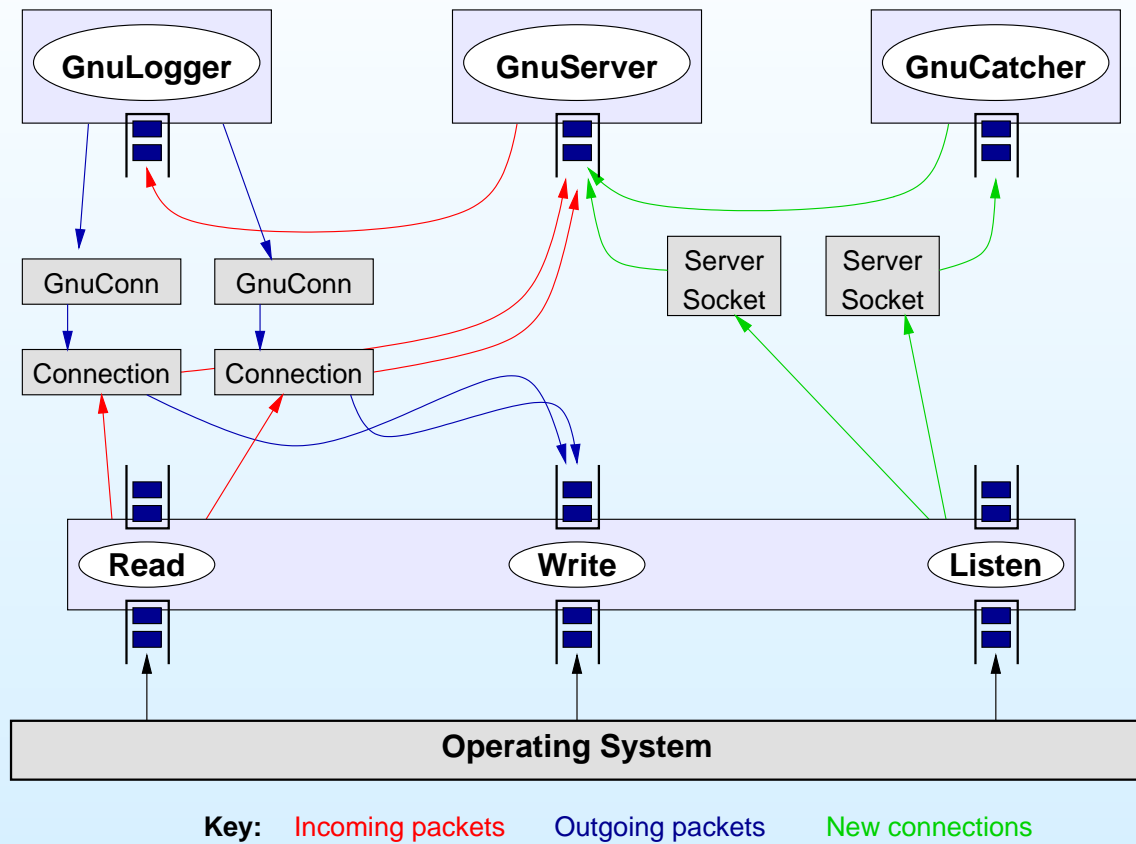 GnuLogger
GnuServer
GnuCatcher
GnuConn
GnuConn
Server
Socket
Server
Socket
Connection
Connection
Read
Write
Listen
Operating System
Key: Incoming packets Outgoing packets New connections